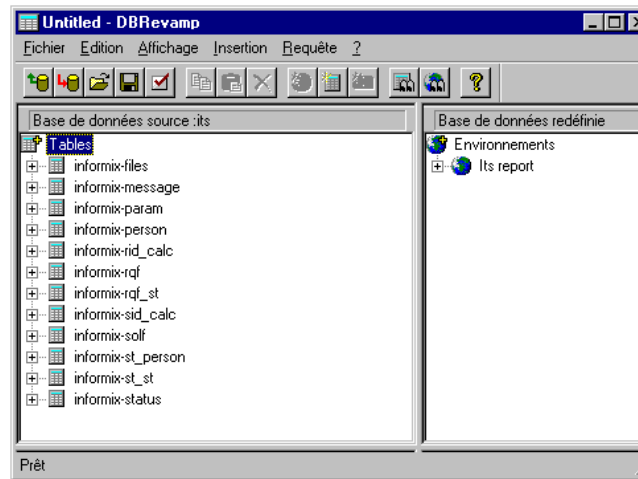 Untitled - DBRevamp
Fichier Edition Affichage Insertion Requête ?
Base de données source :its
Base de données redéfinie
Tables
informix-files
informix-message
informix-param
informix-person
informix-rid_calc
informix-rqf
informix-rqf_st
informix-sid_calc
informix-solf
informix-st_person
informix-st_st
informix-status
Environnements
Its report
Prêt